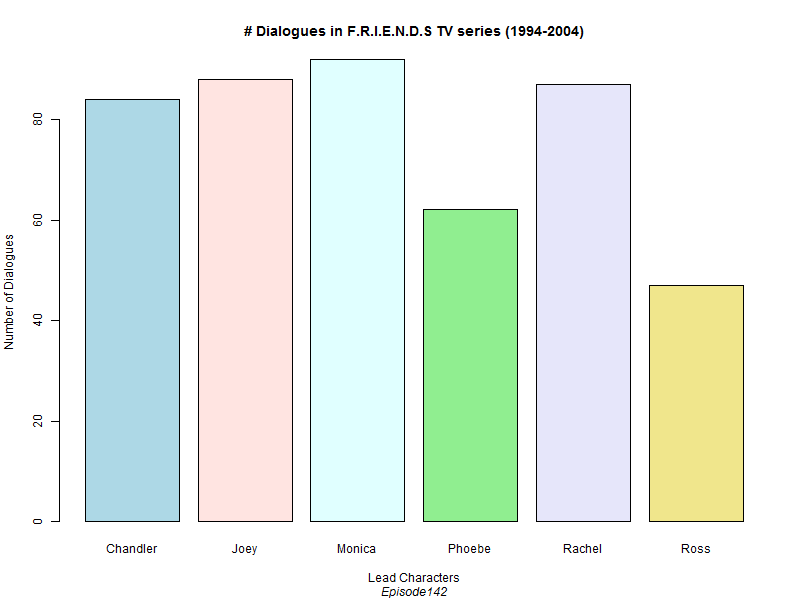 # Dialogues in F.R.I.E.N.D.S TV series (1994-2004)
Number of Dialogues
80
60
40
20
0
Chandler Joey Monica Phoebe Rachel Ross
Lead Characters
Episode142